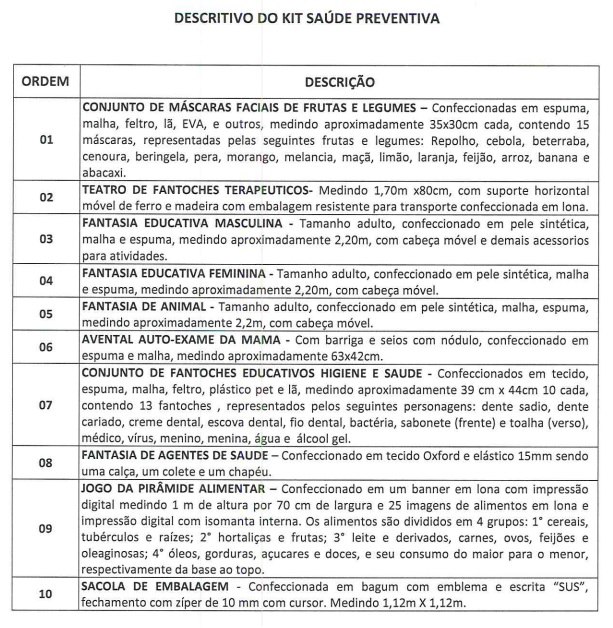 DESCRITIVO DO KIT SAÚDE PREVENTIVA
ORDEM DESCRIÇÃO
01 CONJUNTO DE MÁSCARAS FACIAIS DE FRUTAS E LEGUMES – Confeccionadas em espuma,
malha, feltro, lã, EVA, e outros, medindo aproximadamente 35x30cm cada, contendo 15
máscaras, representadas pelas seguintes frutas e legumes: Repolho, cebola, beterraba,
cenoura, beringela, pera, morango, melancia, maçã, limão, laranja, feijão, arroz, banana e
abacaxi.
02 TEATRO DE FANTOCHES TERAPEUTICOS- Medindo 1,70m x80cm, com suporte horizontal
móvel de ferro e madeira com embalagem resistente para transporte confeccionada em lona.
03 FANTASIA EDUCATIVA MASCULINA - Tamanho adulto, confeccionado em pele sintética,
malha e espuma, medindo aproximadamente 2,20m, com cabeça móvel e demais acessorios
para atividades.
04 FANTASIA EDUCATIVA FEMININA - Tamanho adulto, confeccionado em pele sintética, malha
e espuma, medindo aproximadamente 2,20m, com cabeça móvel.
05 FANTASIA DE ANIMAL - Tamanho adulto, confeccionado em pele sintética, malha, espuma,
medindo aproximadamente 2,2m, com cabeça móvel.
06 AVENTAL AUTO-EXAME DA MAMA - Com barriga e seios com nódulo, confeccionado em
espuma e malha, medindo aproximadamente 63x42cm.
07 CONJUNTO DE FANTOCHES EDUCATIVOS HIGIENE E SAUDE - Confeccionados em tecido,
espuma, malha, feltro, plástico pet e lã, medindo aproximadamente 39 cm x 44cm 10 cada,
contendo 13 fantoches , representados pelos seguintes personagens: dente sadio, dente
cariado, creme dental, escova dental, fio dental, bactéria, sabonete (frente) e toalha (verso),
médico, vírus, menino, menina, água e álcool gel.
08 FANTASIA DE AGENTES DE SAUDE – Confeccionado em tecido Oxford e elástico 15mm sendo
uma calça, um colete e um chapéu.
09 JOGO DA PIRÂMIDE ALIMENTAR – Confeccionado em um banner em lona com impressão
digital medindo 1 m de altura por 70 cm de largura e 25 imagens de alimentos em lona e
impressão digital com isomanta interna. Os alimentos são divididos em 4 grupos: 1° cereais,
tubérculos e raízes; 2° hortaliças e frutas; 3° leite e derivados, carnes, ovos, feijões e
oleaginosas; 4° óleos, gorduras, açucares e doces, e seu consumo do maior para o menor,
respectivamente da base ao topo.
10 SACOLA DE EMBALAGEM - Confeccionada em bagum com emblema e escrita “SUS”,
fechamento com zíper de 10 mm com cursor. Medindo 1,12m X 1,12m.